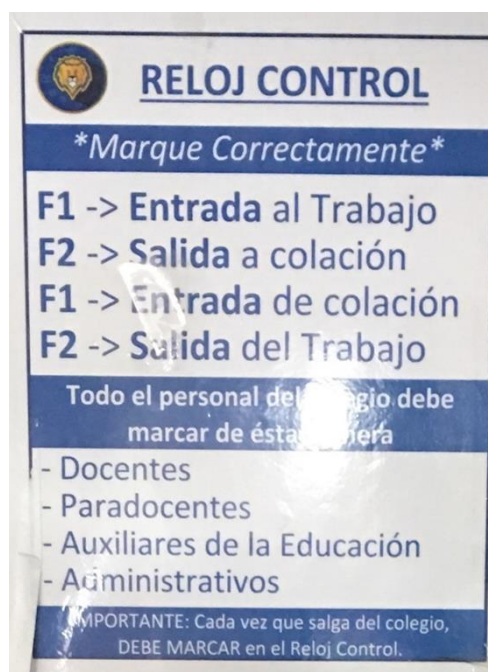 RELOJ CONTROL
*Marque Correctamente*
F1 -> Entrada al Trabajo
F2 -> Salida a colación
F1 -> Entrada de colación
F2 -> Salida del Trabajo
Todo el personal del colegio debe
marcar de ésta manera
- Docentes
- Paradocentes
- Auxiliares de la Educación
- Administrativos
IMPORTANTE: Cada vez que salga del colegio,
DEBE MARCAR en el Reloj Control.